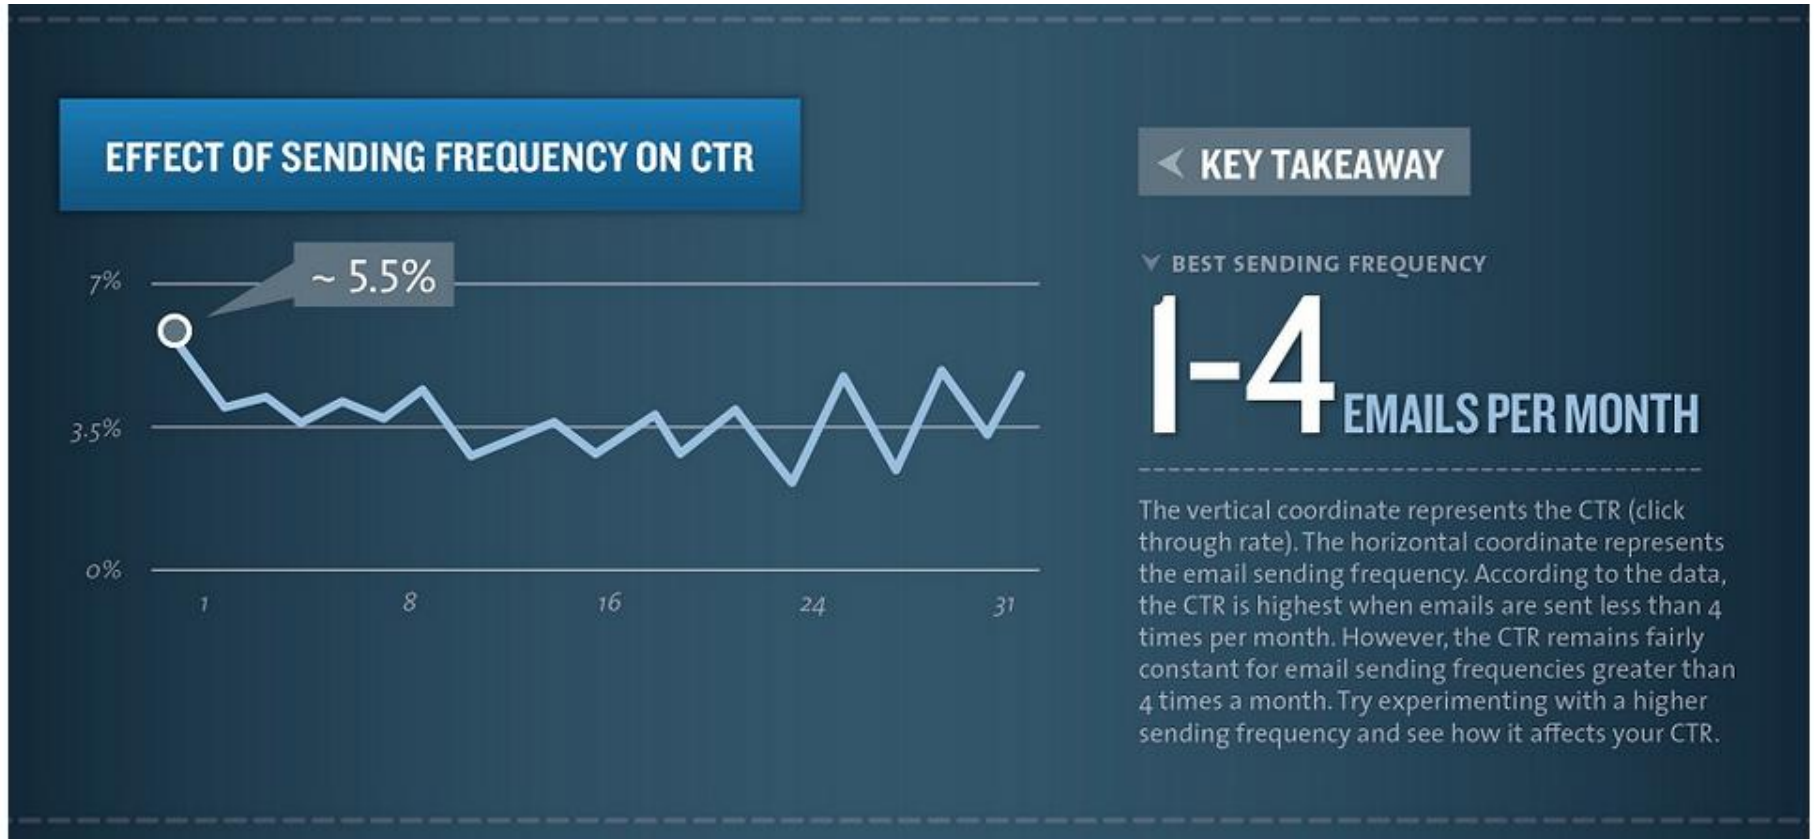 EFFECT OF SENDING FREQUENCY ON CTR
~ 5.5%
7%
3.5%
0%
1 8 16 24 31
KEY TAKEAWAY
BEST SENDING FREQUENCY
1-4 EMAILS PER MONTH
The vertical coordinate represents the CTR (click
through rate). The horizontal coordinate represents
the email sending frequency. According to the data,
the CTR is highest when emails are sent less than 4
times per month. However, the CTR remains fairly
constant for email sending frequencies greater than
4 times a month. Try experimenting with a higher
sending frequency and see how it affects your CTR.